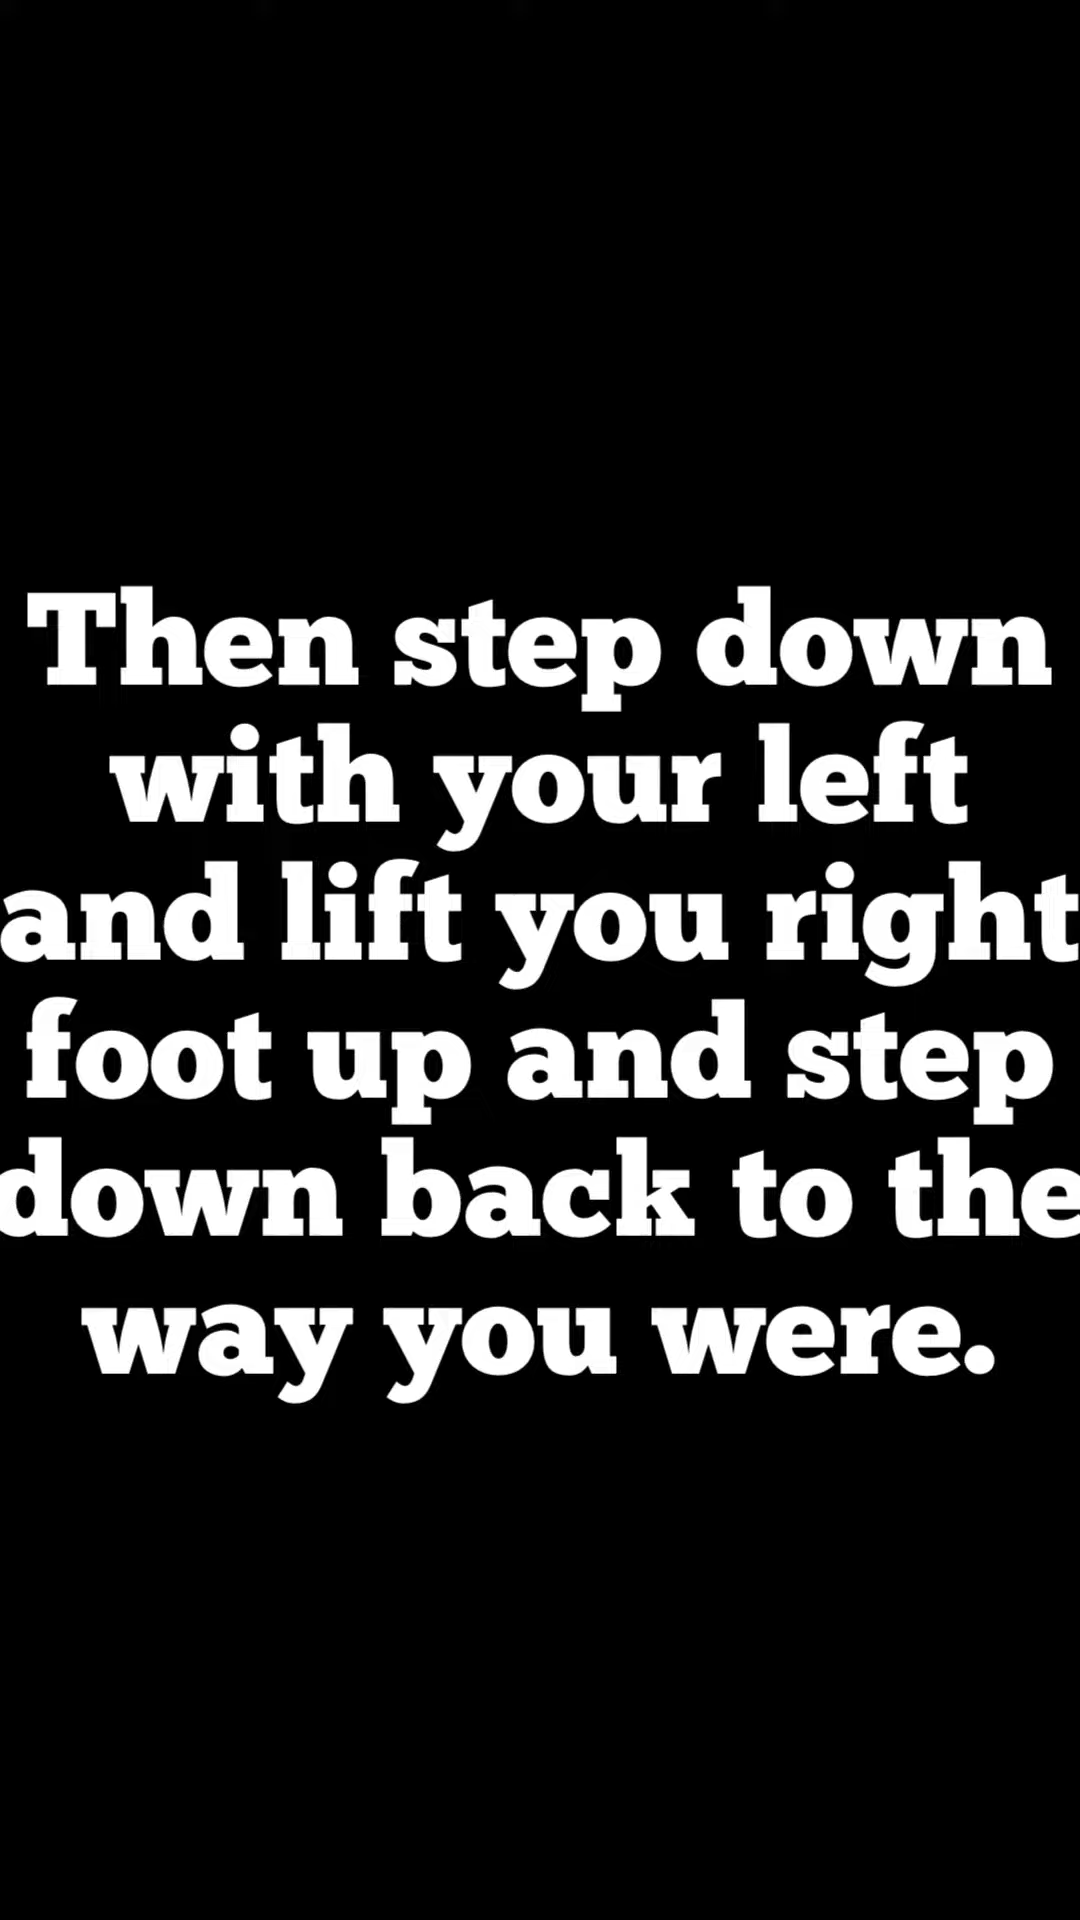 Then step down
with your left
and lift you right
foot up and step
down back to the
way you were.